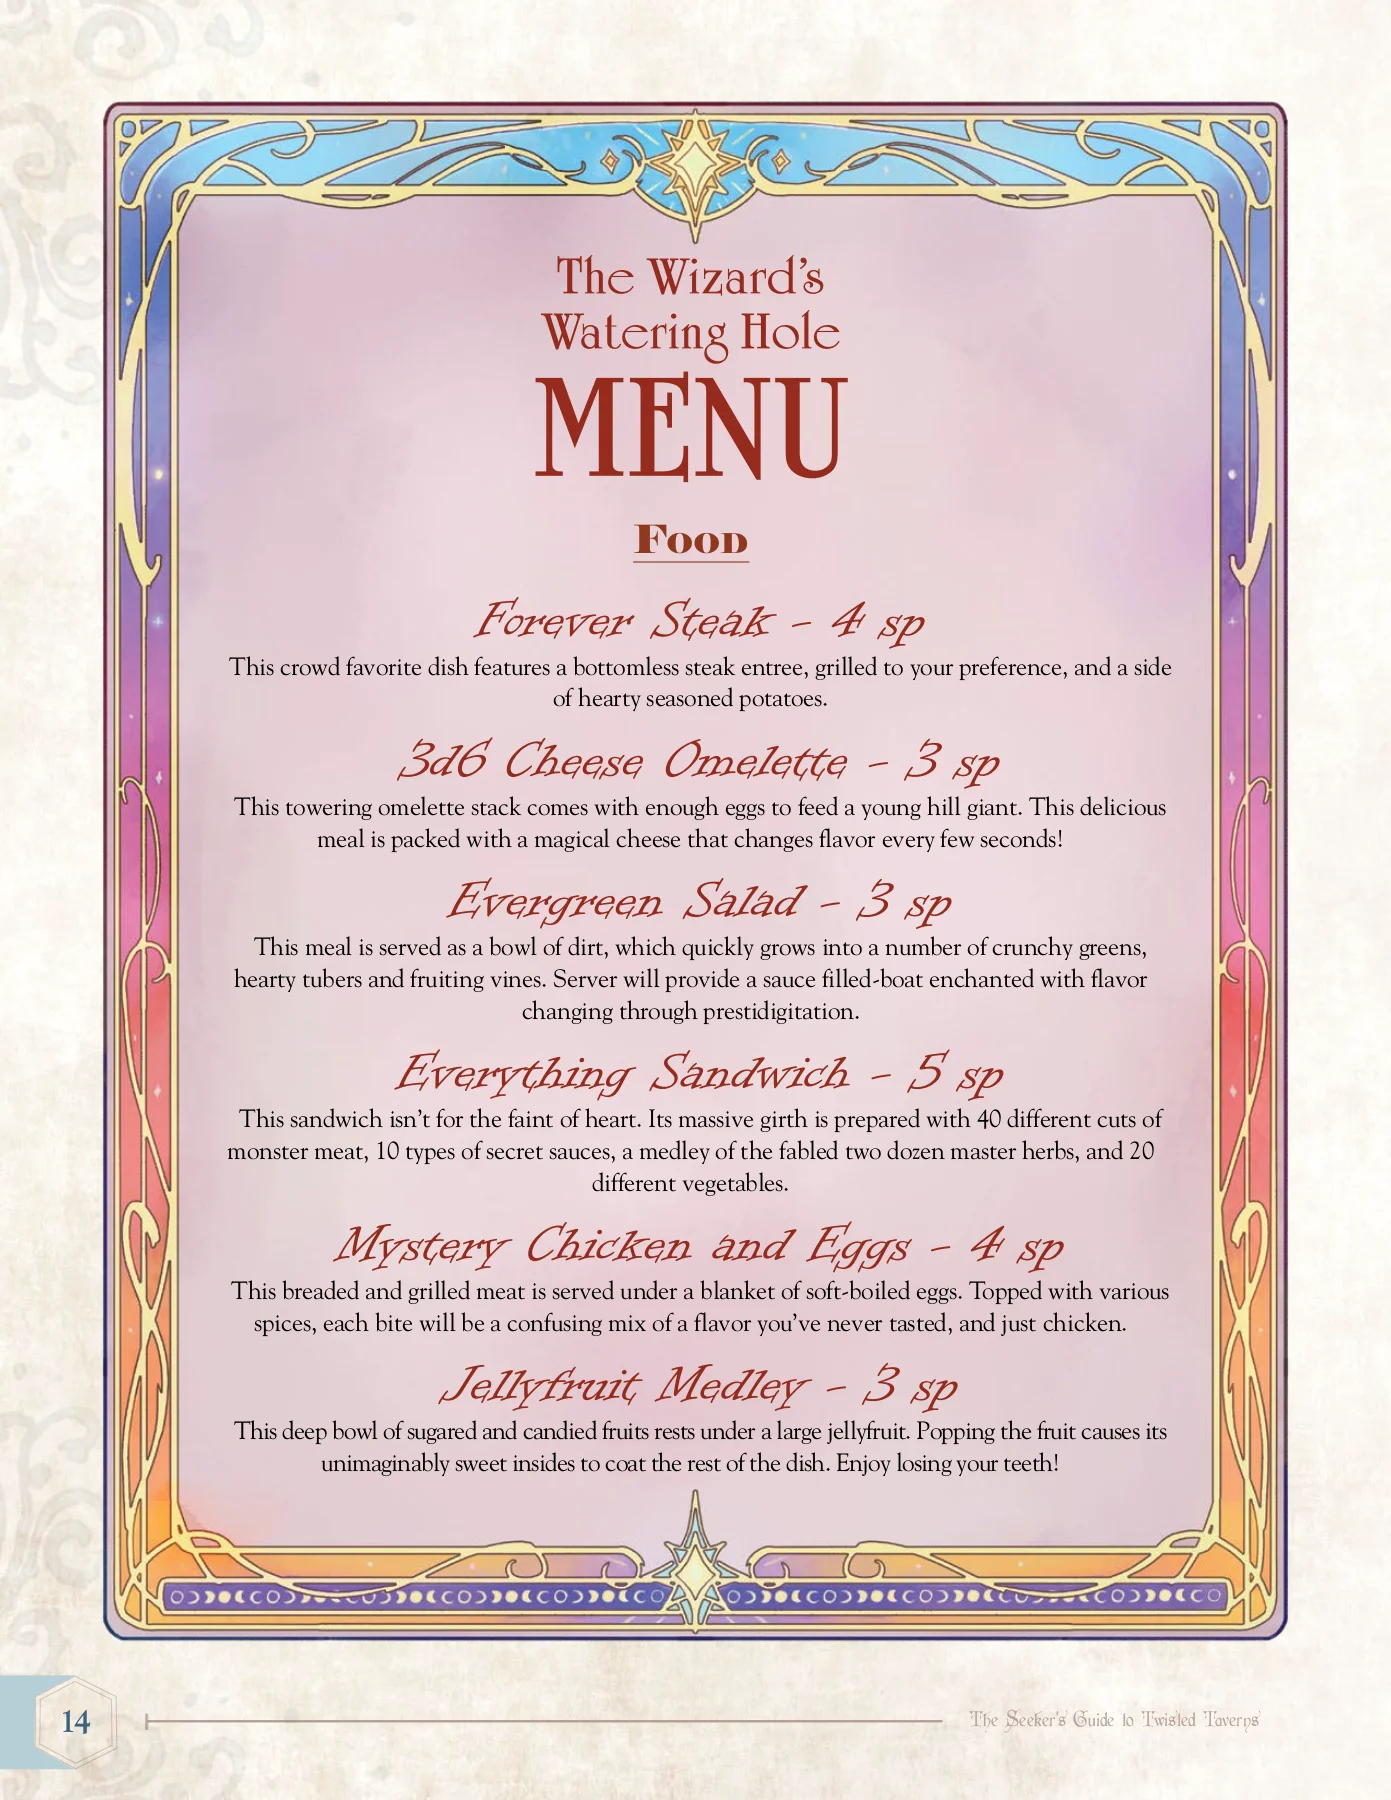 The Wizard's
Watering Hole
MENU
Food
Forever Steak - 4 sp
This crowd favorite dish features a bottomless steak entree, grilled to your preference, and a side
of hearty seasoned potatoes.
3d6 Cheese Omelette - 3 sp
This towering omelette stack comes with enough eggs to feed a young hill giant. This delicious
meal is packed with a magical cheese that changes flavor every few seconds!
Evergreen Salad - 3 sp
This meal is served as a bowl of dirt, which quickly grows into a number of crunchy greens,
hearty tubers and fruiting vines. Server will provide a sauce filled-boat enchanted with flavor
changing through prestidigitation.
Everything Sandwich - 5 sp
This sandwich isn't for the faint of heart. Its massive girth is prepared with 40 different cuts of
monster meat, 10 types of secret sauces, a medley of the fabled two dozen master herbs, and 20
different vegetables.
Mystery Chicken and Eggs - 4 sp
This breaded and grilled meat is served under a blanket of soft-boiled eggs. Topped with various
spices, each bite will be a confusing mix of a flavor you've never tasted, and just chicken.
Jellyfruit Medley - 3 sp
This deep bowl of sugared and candied fruits rests under a large jellyfruit. Popping the fruit causes its
unimaginably sweet insides to coat the rest of the dish. Enjoy losing your teeth!
14
The Seeker's Guide to Twisted Taverns